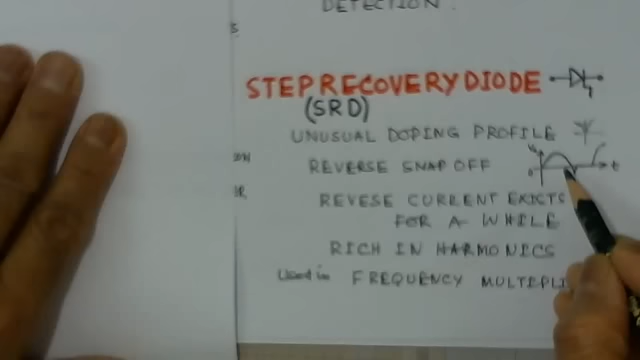 DETECTION.
STEP RECOVERY DIODE
(SRD)
UNUSUAL DOPING PROFILE
REVERSE SNAP OFF
REVESE CURRENT EXISTS
FOR A WHILE
RICH IN HARMONICS
Used in FREQUENCY MULTIPLI